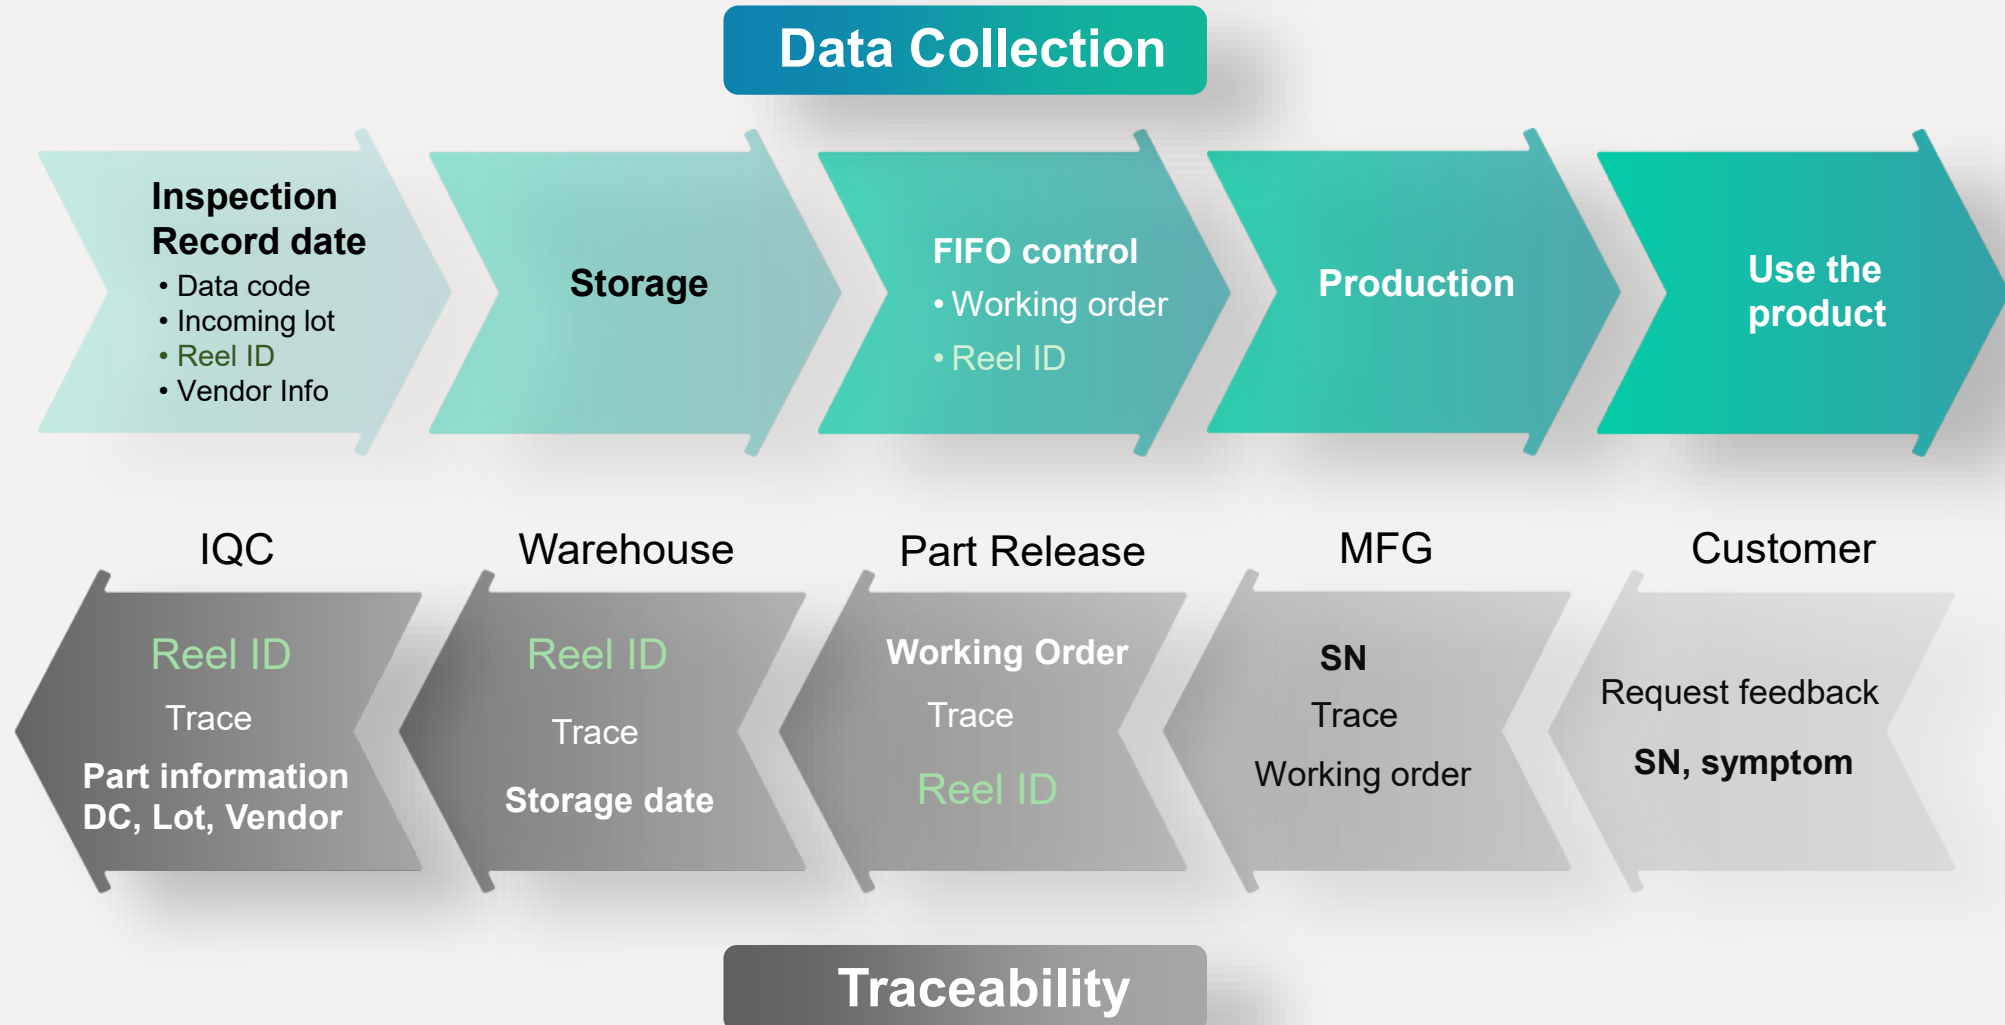 Data Collection
Inspection
Record date
• Data code
• Incoming lot
• Reel ID
• Vendor Info
Storage
FIFO control
• Working order
• Reel ID
Production
Use the
product
IQC
Warehouse
Part Release
MFG
Customer
Reel ID
Trace
Part information
DC, Lot, Vendor
Reel ID
Trace
Storage date
Working Order
Trace
Reel ID
SN
Trace
Working order
Request feedback
SN, symptom
Traceability